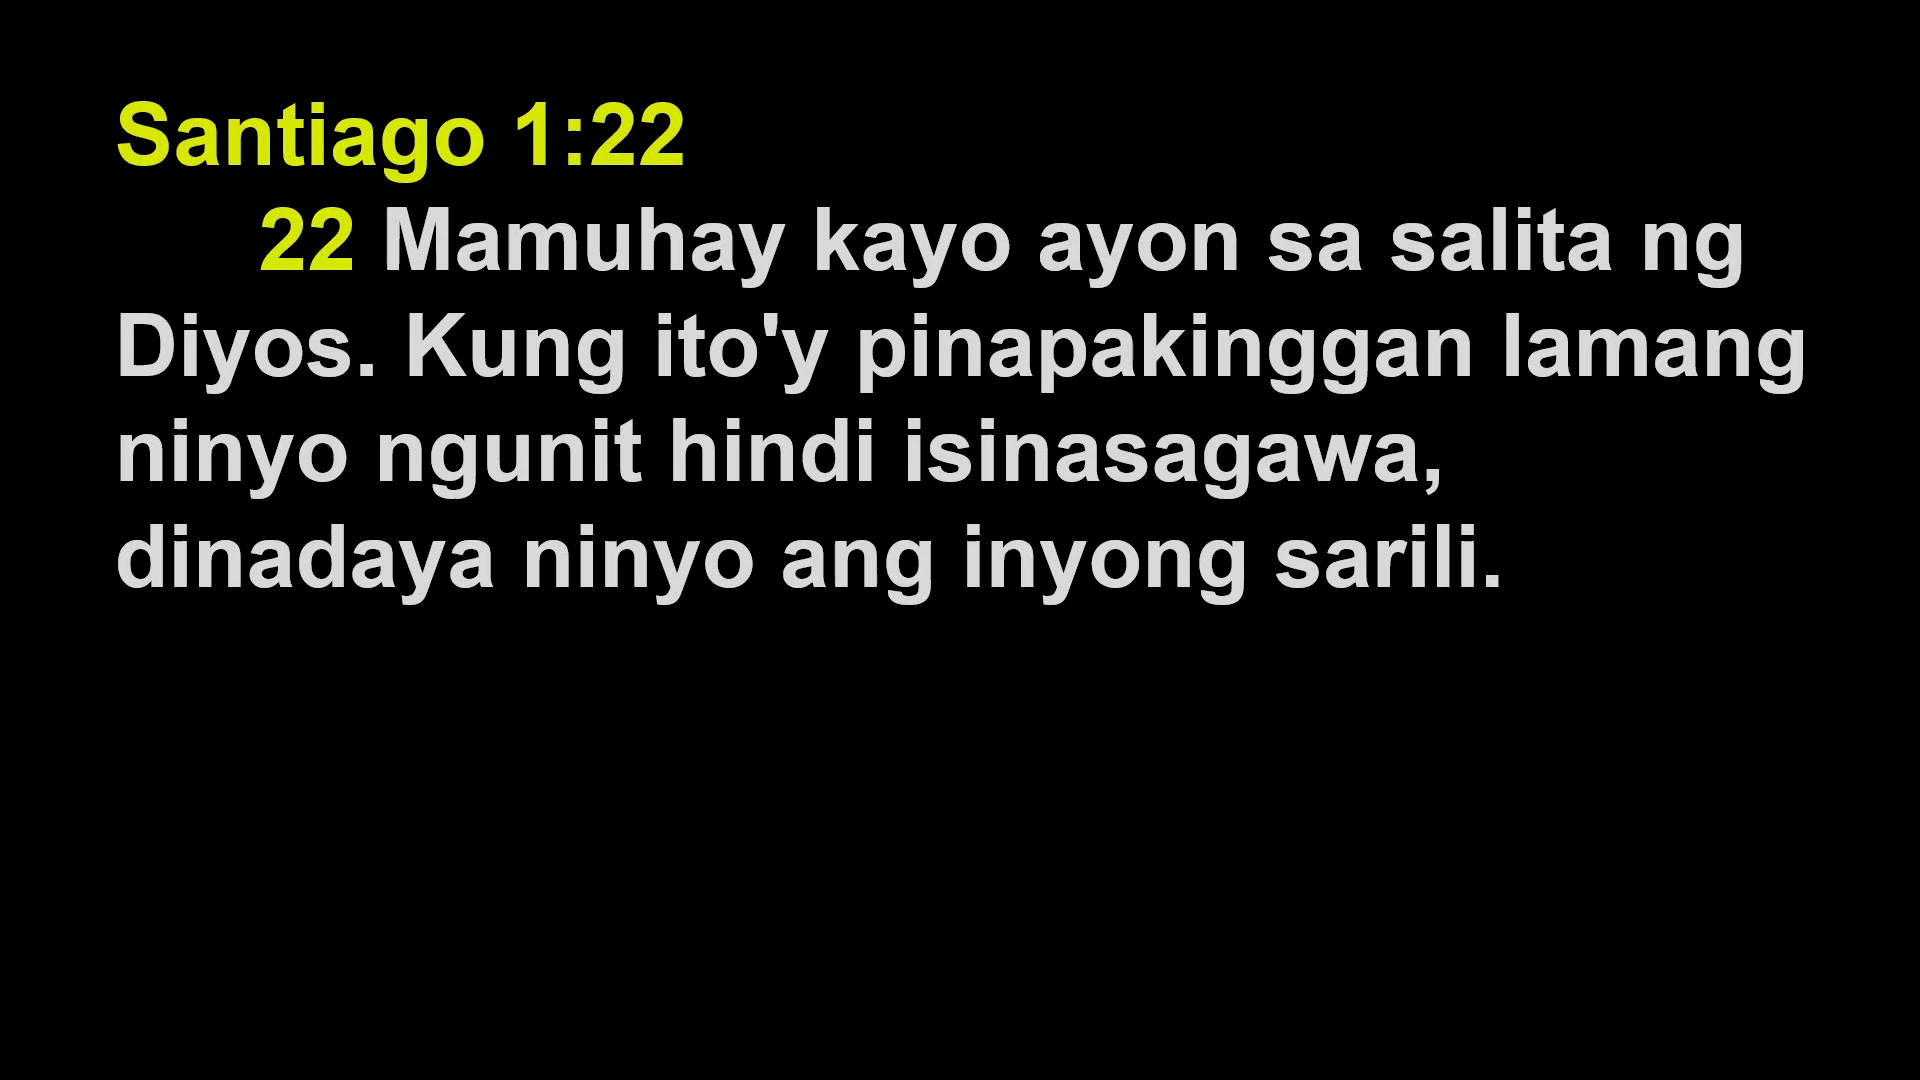 Santiago 1:22
22 Mamuhay kayo ayon sa salita ng
Diyos. Kung ito'y pinapakinggan lamang
ninyo ngunit hindi isinasagawa,
dinadaya ninyo ang inyong sarili.